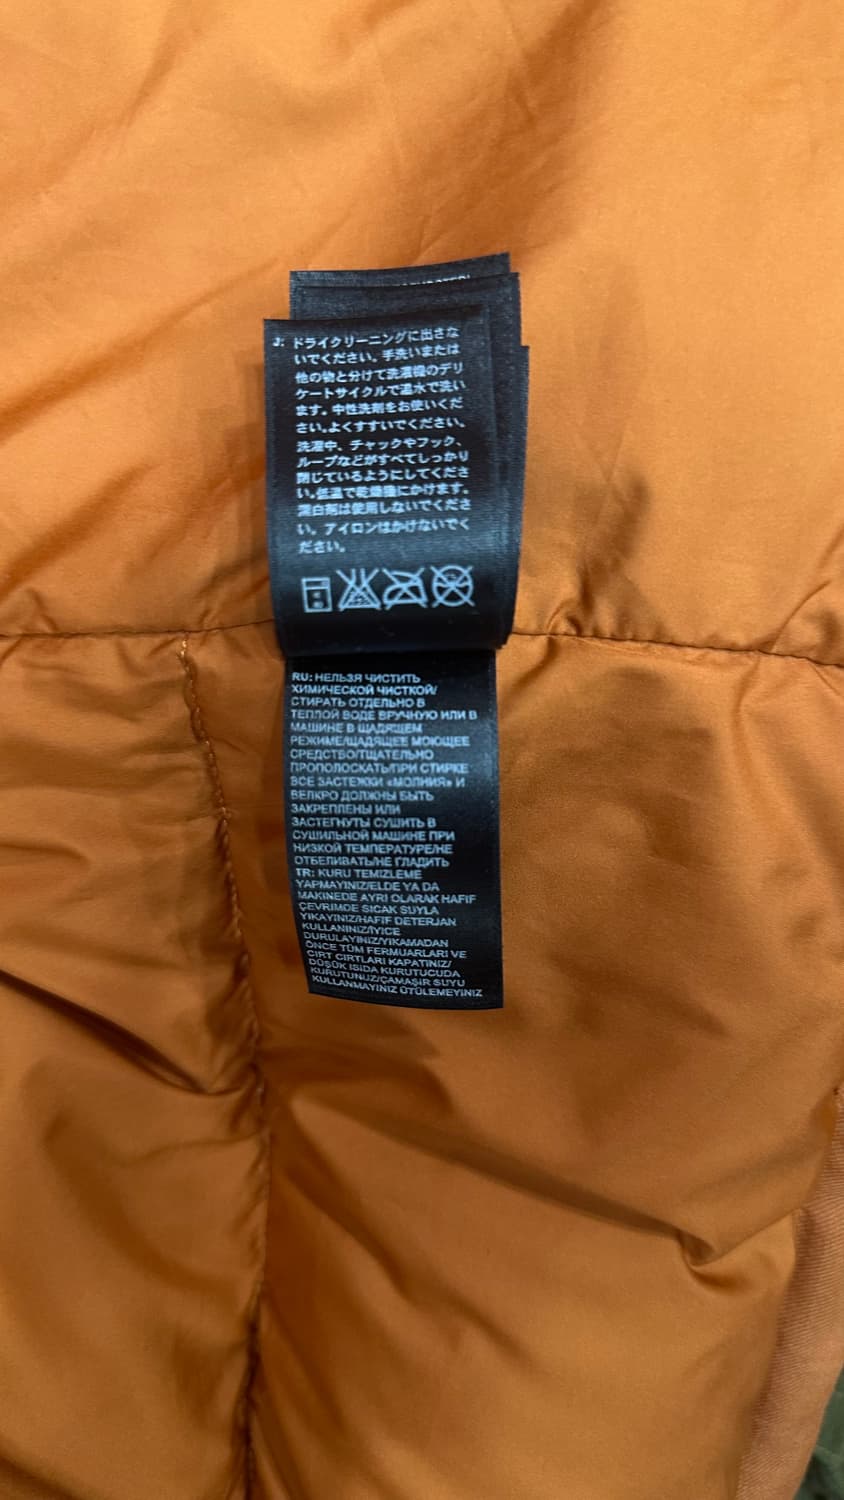 J: ドライクリーニングに出さな
いでください。手洗いまたは
他の物と分けて洗濯機のデリ
ケートサイクルで温水で洗い
ます。中性洗剤をお使いくだ
さい。よくすすいでください。
洗濯中、チャックやフック、
ループなどがすべてしっかり
閉じているようにしてくださ
い。低温で乾燥機にかけます。
漂白剤は使用しないでくださ
い。アイロンはかけないでく
ださい。
RU: НЕЛЬЗЯ ЧИСТИТЬ
ХИМИЧЕСКОЙ ЧИСТКОЙ/
СТИРАТЬ ОТДЕЛЬНО В
ТЕПЛОЙ ВОДЕ ВРУЧНУЮ ИЛИ В
МАШИНЕ В ЩАДЯЩЕМ
РЕЖИМЕ/ЩАДЯЩЕЕ МОЮЩЕЕ
СРЕДСТВО/ТЩАТЕЛЬНО
ПРОПОЛОСКАТЬ/ПРИ СТИРКЕ
ВСЕ ЗАСТЕЖКИ «МОЛНИЯ» И
ВЕЛКРО ДОЛЖНЫ БЫТЬ
ЗАКРЕПЛЕНЫ ИЛИ
ЗАСТЕГНУТЫ СУШИТЬ В
СУШИЛЬНОЙ МАШИНЕ ПРИ
НИЗКОЙ ТЕМПЕРАТУРЕ/НЕ
ОТБЕЛИВАТЬ/НЕ ГЛАДИТЬ
TR: KURU TEMIZLEME
YAPMAYINIZ/ELDE YA DA
MAKINEDE AYRI OLARAK HAFIF
ÇEVRIMDE SICAK SUYLA
YIKAYINIZ/HAFIF DETERJAN
KULLANINIZ/IYICE
DURULAYINIZ/YIKAMADAN
ÖNCE TÜM FERMUARLARI VE
CIRT CIRTLARI KAPATINIZ/
DÜŞÜK ISIDA KURUTUCUDA
KURUTUNUZ/ÇAMAŞIR SUYU
KULLANMAYINIZ ÜTÜLEMEYINIZ